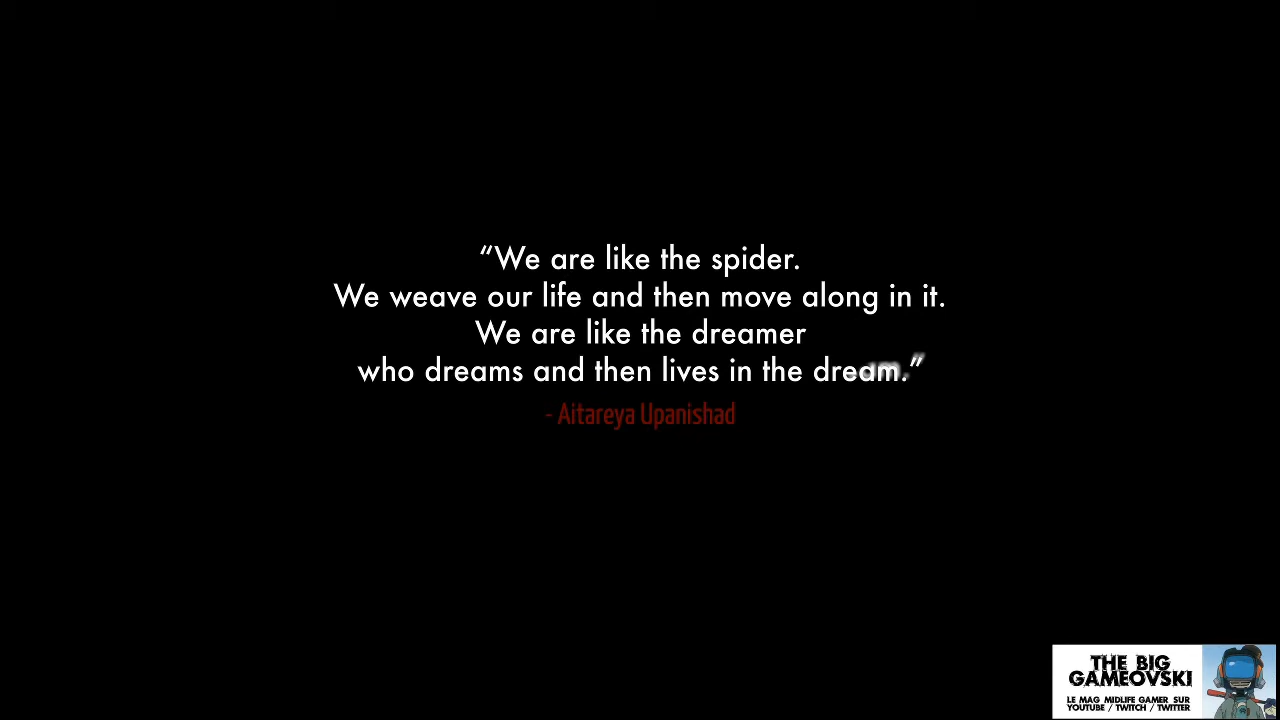 “We are like the spider.
We weave our life and then move along in it.
We are like the dreamer
who dreams and then lives in the dream.”
- Aitareya Upanishad
THE BIG
GAMEOVSKI
LE MAG MIDLIFE GAMER SUR
YOUTUBE / TWITCH / TWITTER